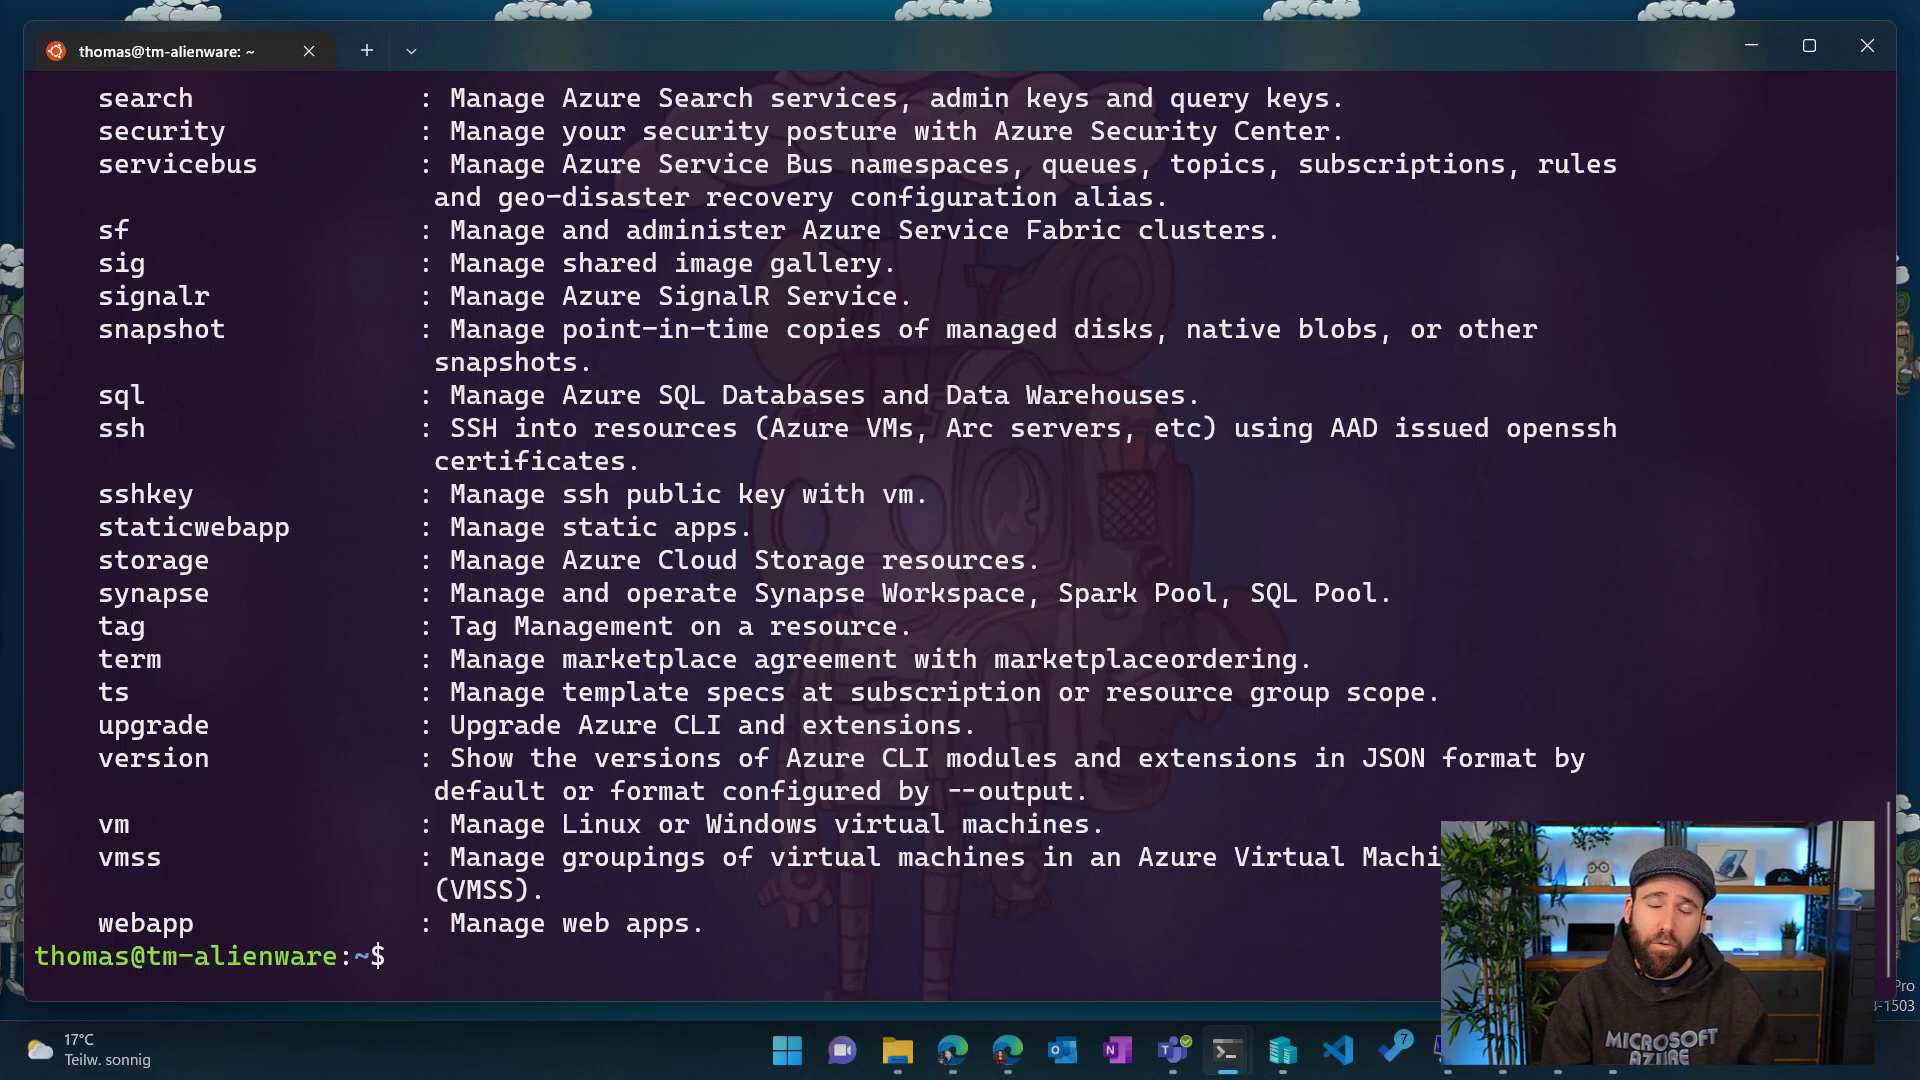 thomas@tm-alienware: ~
search : Manage Azure Search services, admin keys and query keys.
security : Manage your security posture with Azure Security Center.
servicebus : Manage Azure Service Bus namespaces, queues, topics, subscriptions, rules
and geo-disaster recovery configuration alias.
sf : Manage and administer Azure Service Fabric clusters.
sig : Manage shared image gallery.
signalr : Manage Azure SignalR Service.
snapshot : Manage point-in-time copies of managed disks, native blobs, or other
snapshots.
sql : Manage Azure SQL Databases and Data Warehouses.
ssh : SSH into resources (Azure VMs, Arc servers, etc) using AAD issued openssh
certificates.
sshkey : Manage ssh public key with vm.
staticwebapp : Manage static apps.
storage : Manage Azure Cloud Storage resources.
synapse : Manage and operate Synapse Workspace, Spark Pool, SQL Pool.
tag : Tag Management on a resource.
term : Manage marketplace agreement with marketplaceordering.
ts : Manage template specs at subscription or resource group scope.
upgrade : Upgrade Azure CLI and extensions.
version : Show the versions of Azure CLI modules and extensions in JSON format by
default or format configured by --output.
vm : Manage Linux or Windows virtual machines.
vmss : Manage groupings of virtual machines in an Azure Virtual Machi
(VMSS).
webapp : Manage web apps.
thomas@tm-alienware:~$
Pro
-1503
MICROSOFT
AZURE
17°C
Teilw. sonnig
7